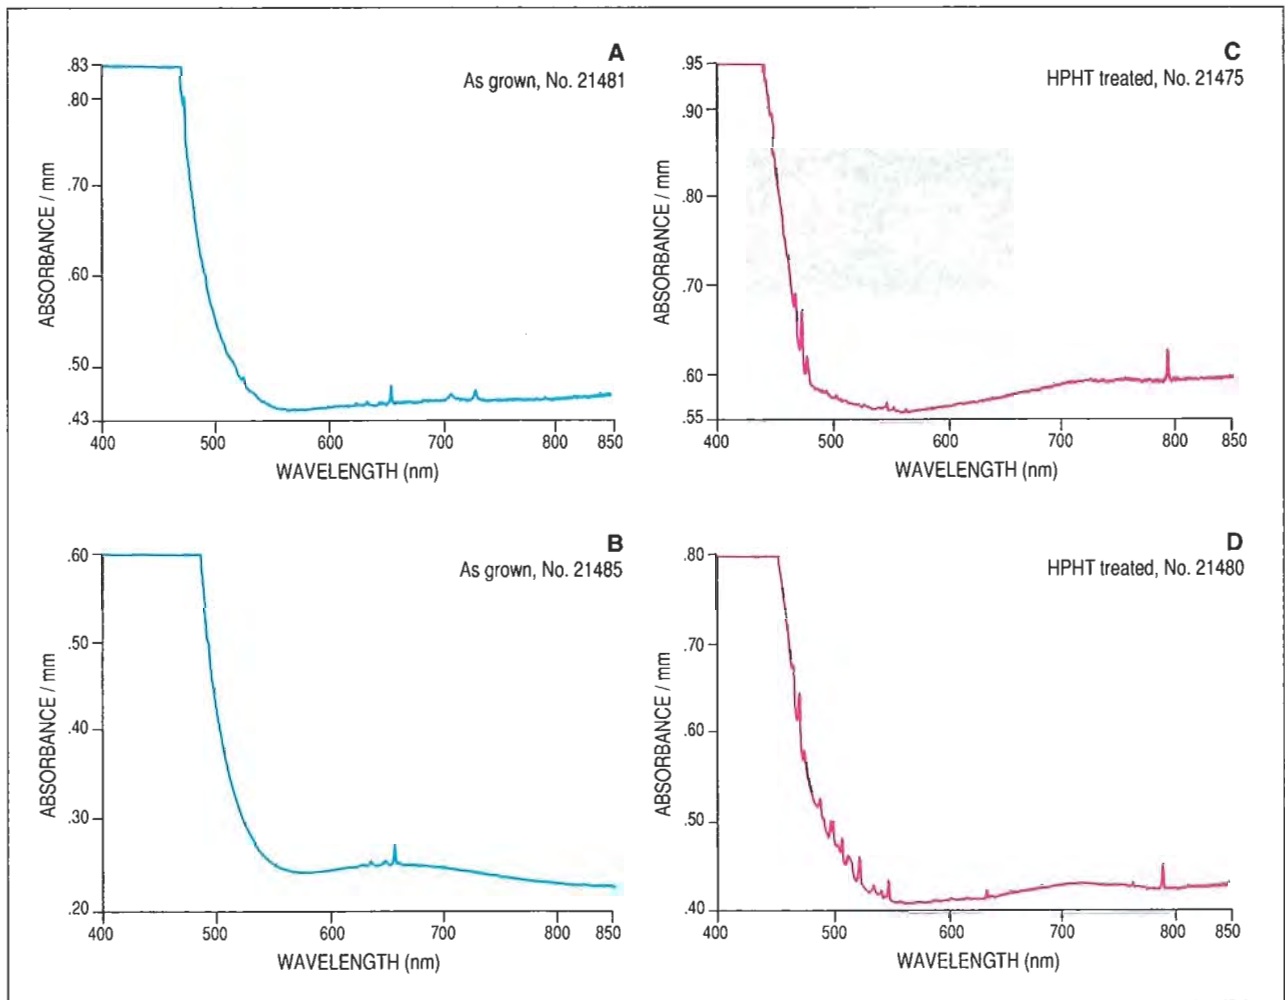 A
As grown, No. 21481
ABSORBANCE / mm
.83
.80
.70
.60
.50
.43
400 500 600 700 800 850
WAVELENGTH (nm)
C
HPHT treated, No. 21475
ABSORBANCE / mm
.95
.90
.80
.70
.60
.55
400 500 600 700 800 850
WAVELENGTH (nm)
B
As grown, No. 21485
ABSORBANCE / mm
.60
.50
.40
.30
.20
400 500 600 700 800 850
WAVELENGTH (nm)
D
HPHT treated, No. 21480
ABSORBANCE / mm
.80
.70
.60
.50
.40
400 500 600 700 800 850
WAVELENGTH (nm)